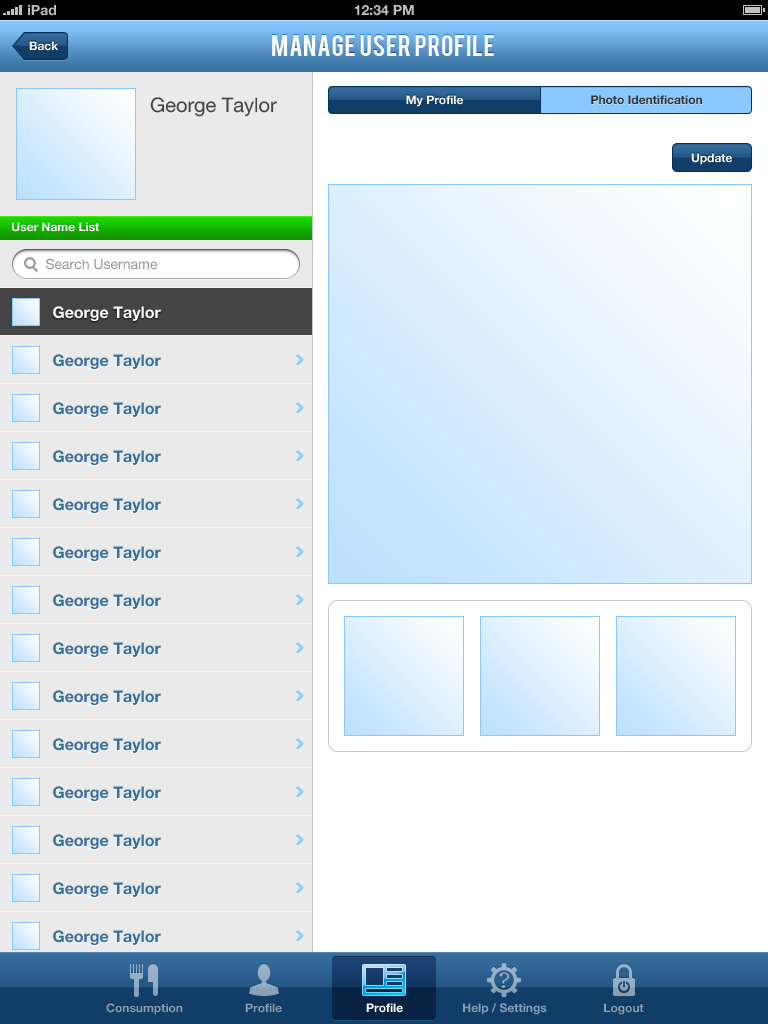 iPad 12:34 PM
Back MANAGE USER PROFILE
George Taylor
My Profile Photo Identification
Update
User Name List
Search Username
George Taylor
George Taylor
George Taylor
George Taylor
George Taylor
George Taylor
George Taylor
George Taylor
George Taylor
George Taylor
George Taylor
George Taylor
George Taylor
George Taylor
Consumption Profile Profile Help / Settings Logout